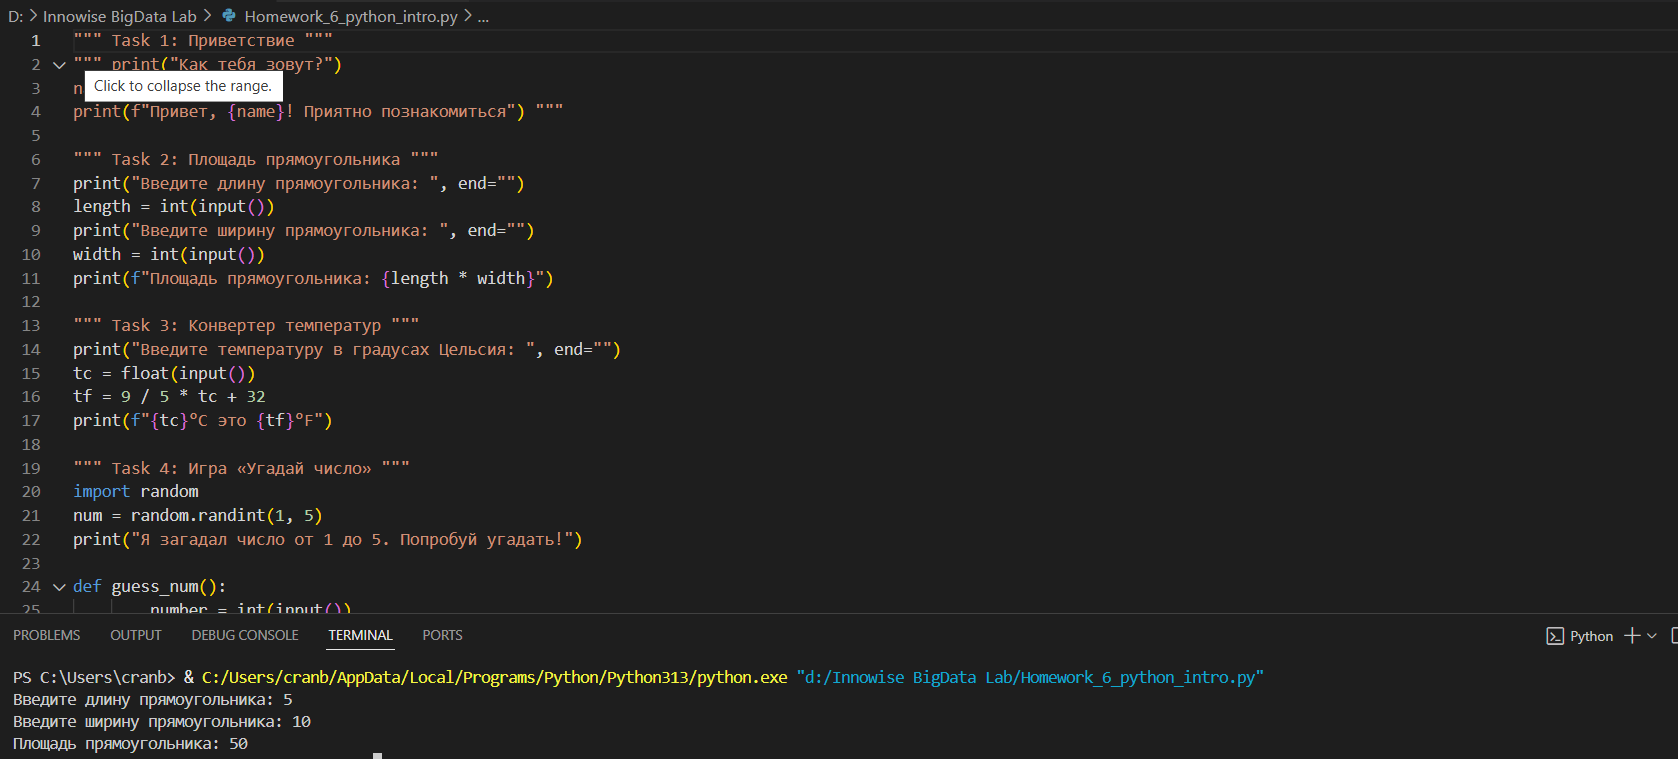 D: > Innowise BigData Lab > Homework_6_python_intro.py > ...
1 """ Task 1: Приветствие """
2 """ print("Как тебя зовут?")
Click to collapse the range.
3 n
4 print(f"Привет, {name}! Приятно познакомиться") """
5
6 """ Task 2: Площадь прямоугольника """
7 print("Введите длину прямоугольника: ", end="")
8 length = int(input())
9 print("Введите ширину прямоугольника: ", end="")
10 width = int(input())
11 print(f"Площадь прямоугольника: {length * width}")
12
13 """ Task 3: Конвертер температур """
14 print("Введите температуру в градусах Цельсия: ", end="")
15 tc = float(input())
16 tf = 9 / 5 * tc + 32
17 print(f"{tc}°C это {tf}°F")
18
19 """ Task 4: Игра «Угадай число» """
20 import random
21 num = random.randint(1, 5)
22 print("Я загадал число от 1 до 5. Попробуй угадать!")
23
24 def guess_num():
25 number = int(input())
PROBLEMS OUTPUT DEBUG CONSOLE TERMINAL PORTS Python
PS C:\Users\cranb> & C:/Users/cranb/AppData/Local/Programs/Python/Python313/python.exe "d:/Innowise BigData Lab/Homework_6_python_intro.py"
Введите длину прямоугольника: 5
Введите ширину прямоугольника: 10
Площадь прямоугольника: 50